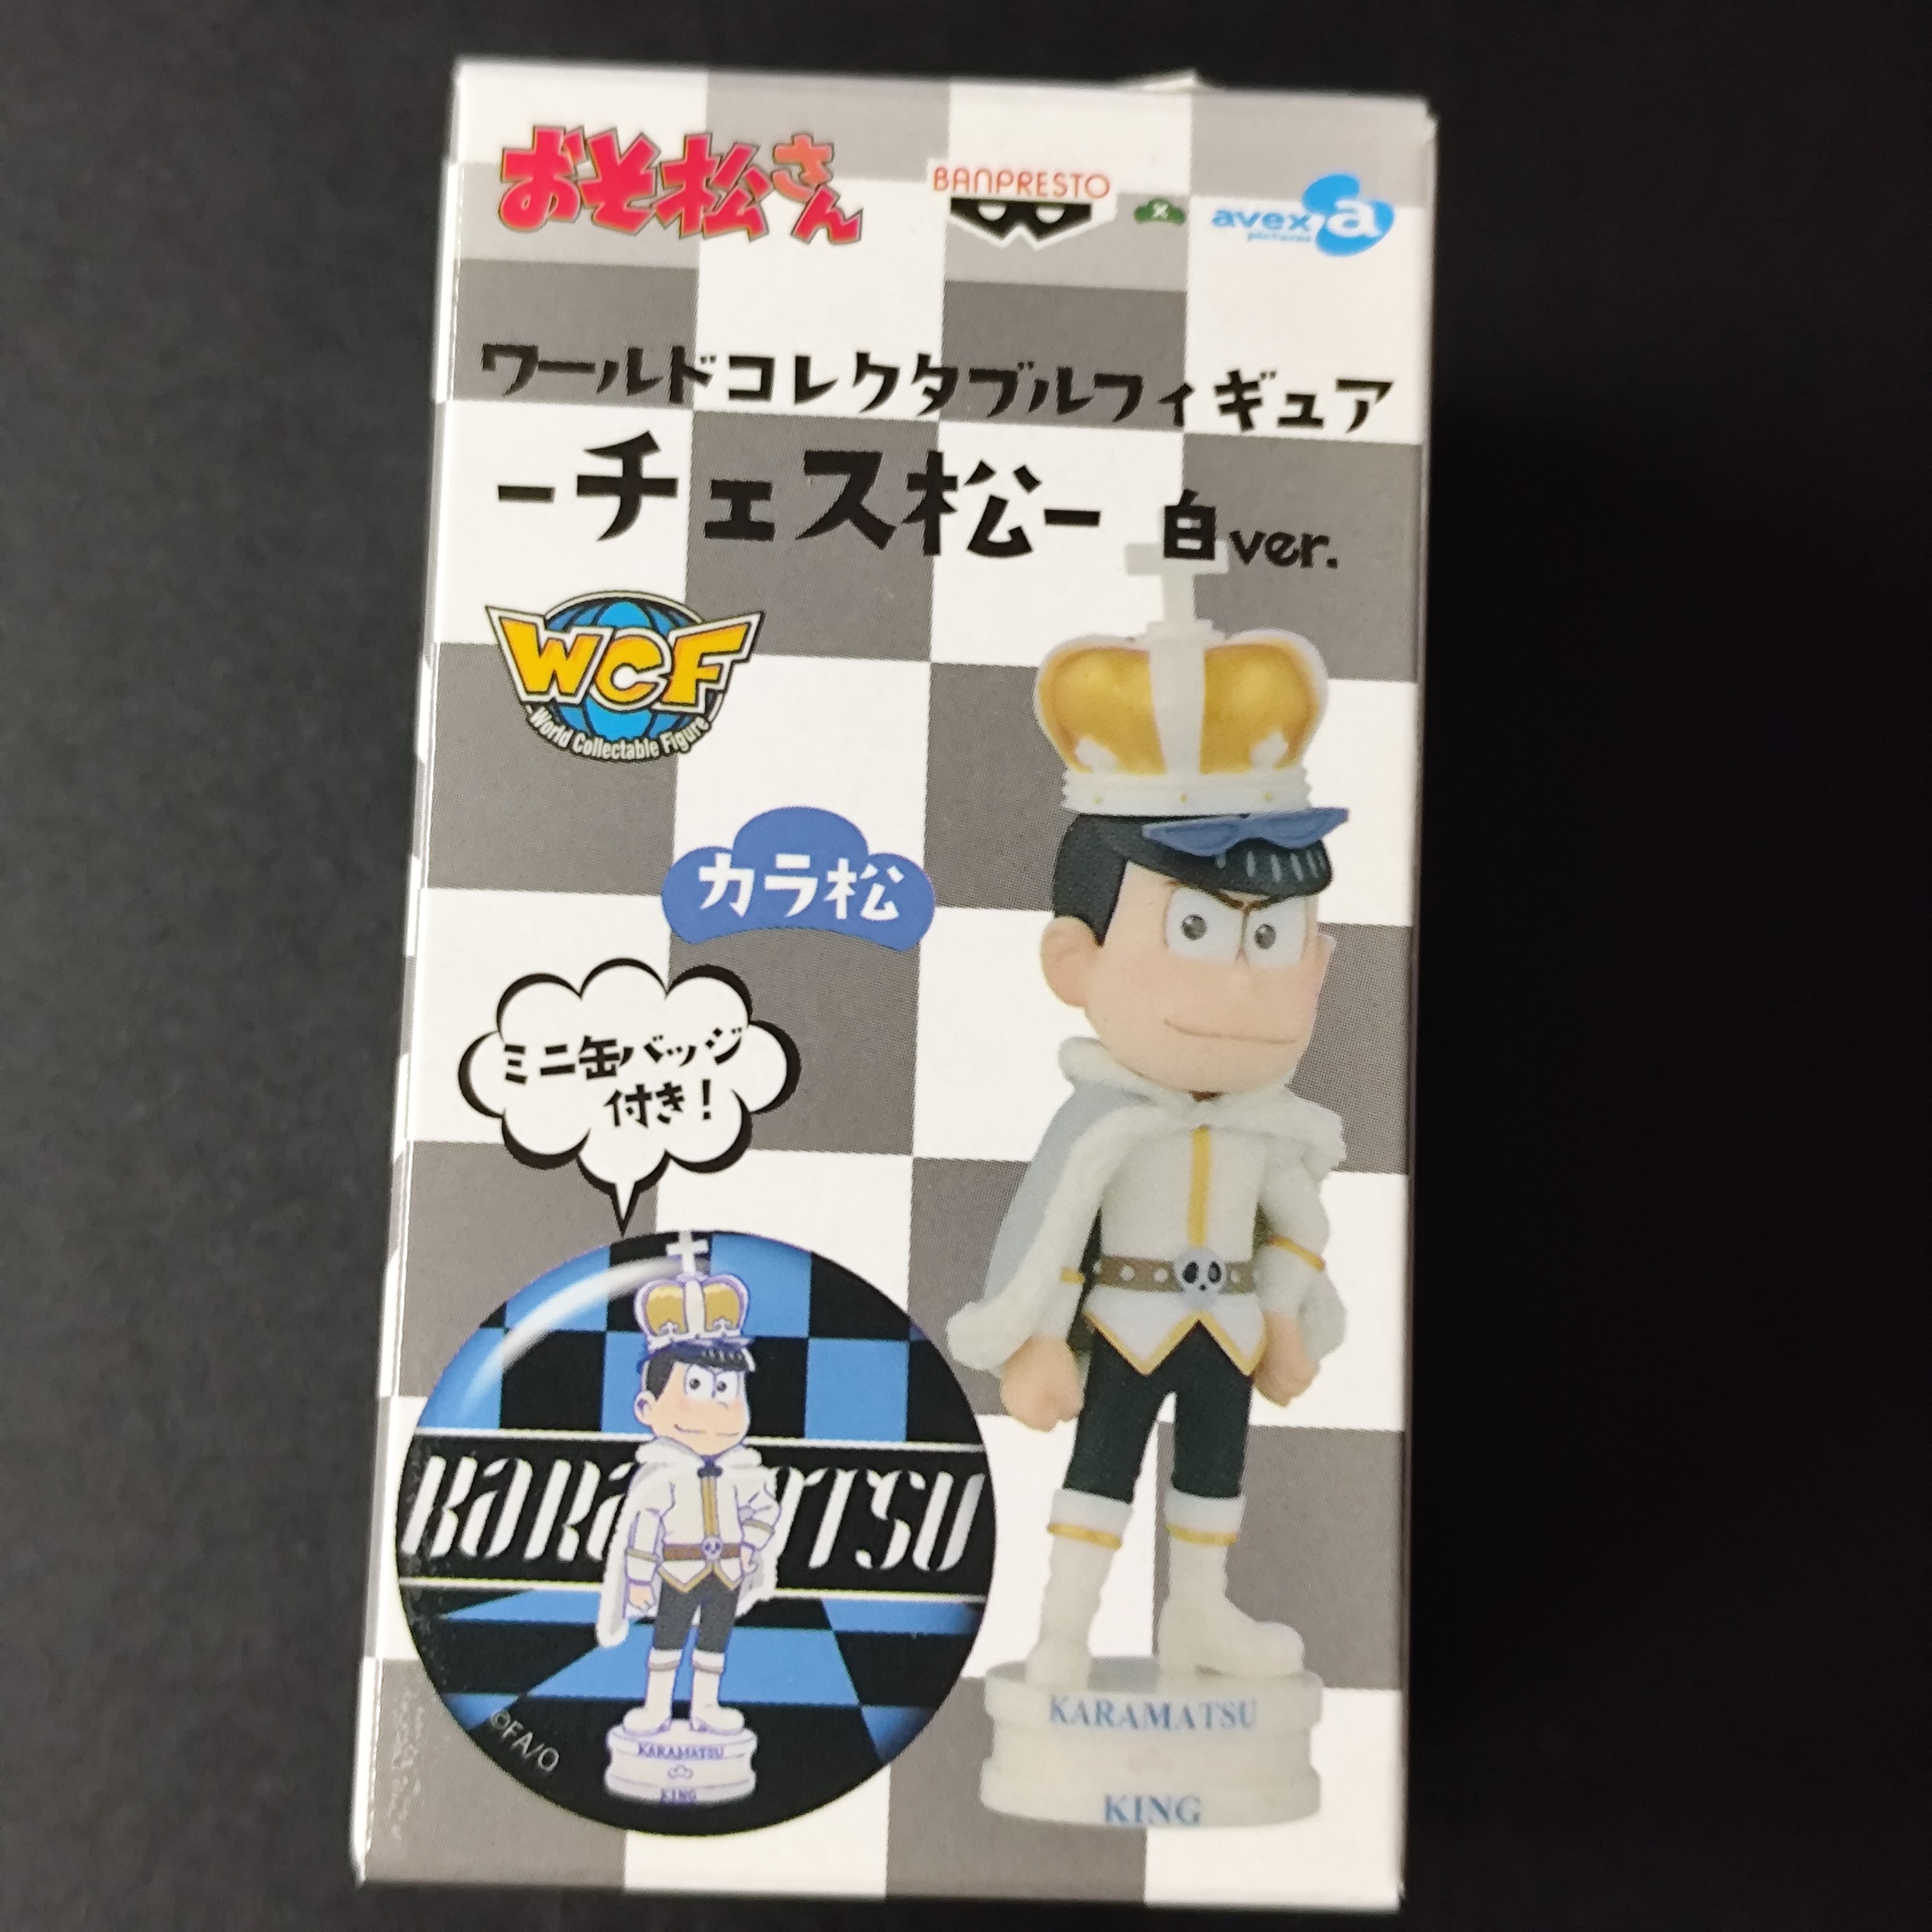 おそ松さん
BANPRESTO
×
avex
pictures
a
ワールドコレクタブルフィギュア
-チェス松- 白ver.
WCF
-World Collectable Figure-
カラ松
ミニ缶バッジ
付き!
©FA/O
KARAMATSU
KING
KARAMATSU
KING